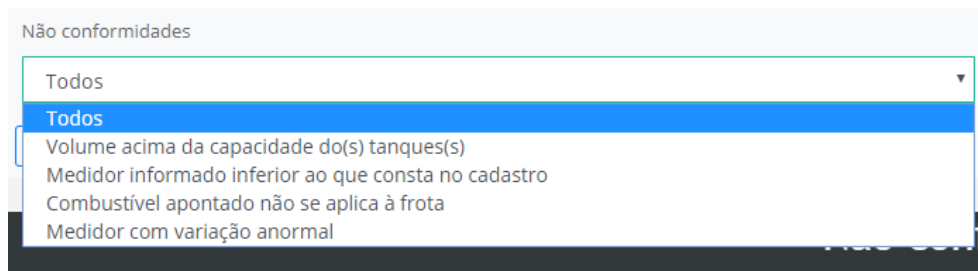 Não conformidades
Todos
Todos
Volume acima da capacidade do(s) tanques(s)
Medidor informado inferior ao que consta no cadastro
Combustível apontado não se aplica à frota
Medidor com variação anormal